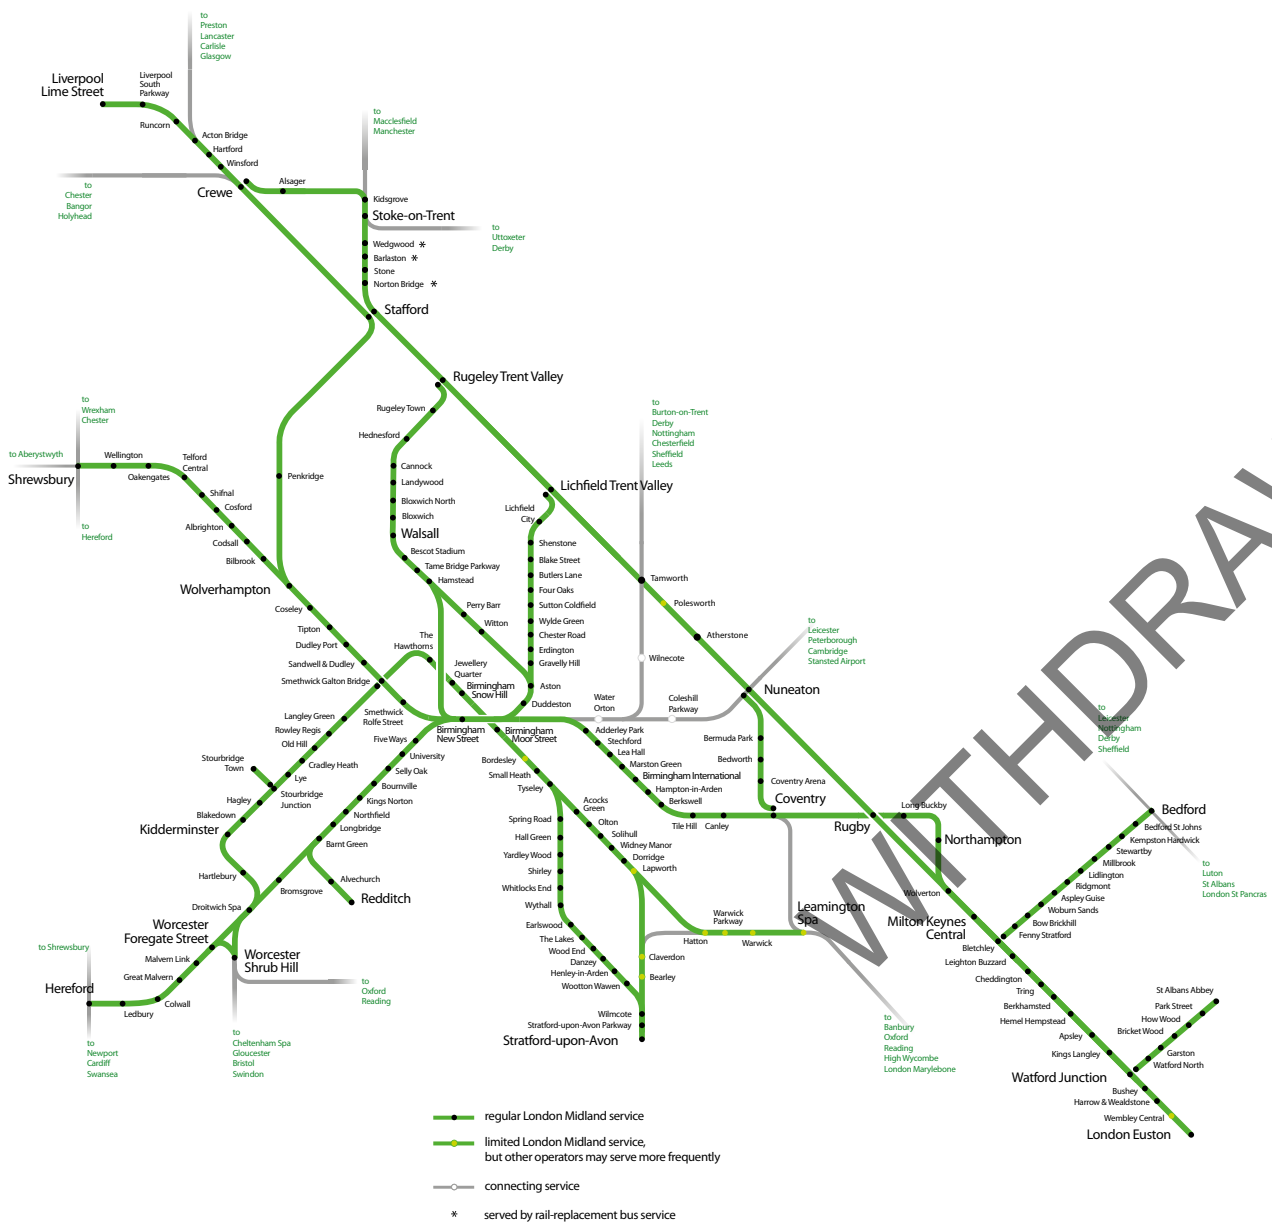 to
Preston
Lancaster
Carlisle
Glasgow
Liverpool
Lime Street
Liverpool
South
Parkway
Runcorn
Acton Bridge
Hartford
Winsford
to
Macclesfield
Manchester
to
Chester
Bangor
Holyhead
Crewe
Alsager
Kidsgrove
Stoke-on-Trent
to
Uttoxeter
Derby
Wedgwood *
Barlaston *
Stone
Norton Bridge *
Stafford
Rugeley Trent Valley
Rugeley Town
Hednesford
Cannock
Landywood
Bloxwich North
Bloxwich
Walsall
Bescot Stadium
Tame Bridge Parkway
Hamstead
Perry Barr
Witton
to
Wrexham
Chester
to Aberystwyth
Shrewsbury
to
Hereford
Wellington
Oakengates
Telford
Central
Shifnal
Cosford
Albrighton
Codsall
Bilbrook
Penkridge
Wolverhampton
Coseley
Tipton
Dudley Port
Sandwell & Dudley
Smethwick Galton Bridge
The
Hawthorns
Jewellery
Quarter
Birmingham
Snow Hill
Smethwick
Rolfe Street
Birmingham
New Street
Birmingham
Moor Street
to
Burton-on-Trent
Derby
Nottingham
Chesterfield
Sheffield
Leeds
Lichfield Trent Valley
Lichfield
City
Shenstone
Blake Street
Butlers Lane
Four Oaks
Sutton Coldfield
Wylde Green
Chester Road
Erdington
Gravelly Hill
Aston
Duddeston
Tamworth
Polesworth
Atherstone
Wilnecote
Water
Orton
Coleshill
Parkway
to
Leicester
Peterborough
Cambridge
Stansted Airport
Nuneaton
Bermuda Park
Bedworth
Coventry Arena
Coventry
Adderley Park
Stechford
Lea Hall
Marston Green
Birmingham International
Hampton-in-Arden
Berkswell
Tile Hill
Canley
Rugby
Long Buckby
Northampton
Wolverton
Milton Keynes
Central
Bletchley
Leighton Buzzard
Cheddington
Tring
Berkhamsted
Hemel Hempstead
Apsley
Kings Langley
Watford Junction
Bushey
Harrow & Wealdstone
Wembley Central
London Euston
to
Leicester
Nottingham
Derby
Sheffield
Bedford
Bedford St Johns
Kempston Hardwick
Stewartby
Millbrook
Lidlington
Ridgmont
Aspley Guise
Woburn Sands
Bow Brickhill
Fenny Stratford
to
Luton
St Albans
London St Pancras
St Albans Abbey
Park Street
How Wood
Bricket Wood
Garston
Watford North
Langley Green
Rowley Regis
Old Hill
Cradley Heath
Lye
Stourbridge
Junction
Stourbridge
Town
Hagley
Blakedown
Kidderminster
Hartlebury
Droitwich Spa
Five Ways
University
Selly Oak
Bournville
Kings Norton
Northfield
Longbridge
Barnt Green
Alvechurch
Redditch
Bromsgrove
Worcester
Foregate Street
Worcester
Shrub Hill
Malvern Link
Great Malvern
Colwall
Ledbury
Hereford
to Shrewsbury
to
Newport
Cardiff
Swansea
to
Cheltenham Spa
Gloucester
Bristol
Swindon
to
Oxford
Reading
Bordesley
Small Heath
Tyseley
Spring Road
Hall Green
Yardley Wood
Shirley
Whitlocks End
Wythall
Earlswood
The Lakes
Wood End
Danzey
Henley-in-Arden
Wootton Wawen
Acocks
Green
Olton
Solihull
Widney Manor
Dorridge
Lapworth
Hatton
Warwick
Parkway
Warwick
Leamington
Spa
Claverdon
Bearley
Wilmcote
Stratford-upon-Avon Parkway
Stratford-upon-Avon
to
Banbury
Oxford
Reading
High Wycombe
London Marylebone
regular London Midland service
limited London Midland service,
but other operators may serve more frequently
connecting service
* served by rail-replacement bus service